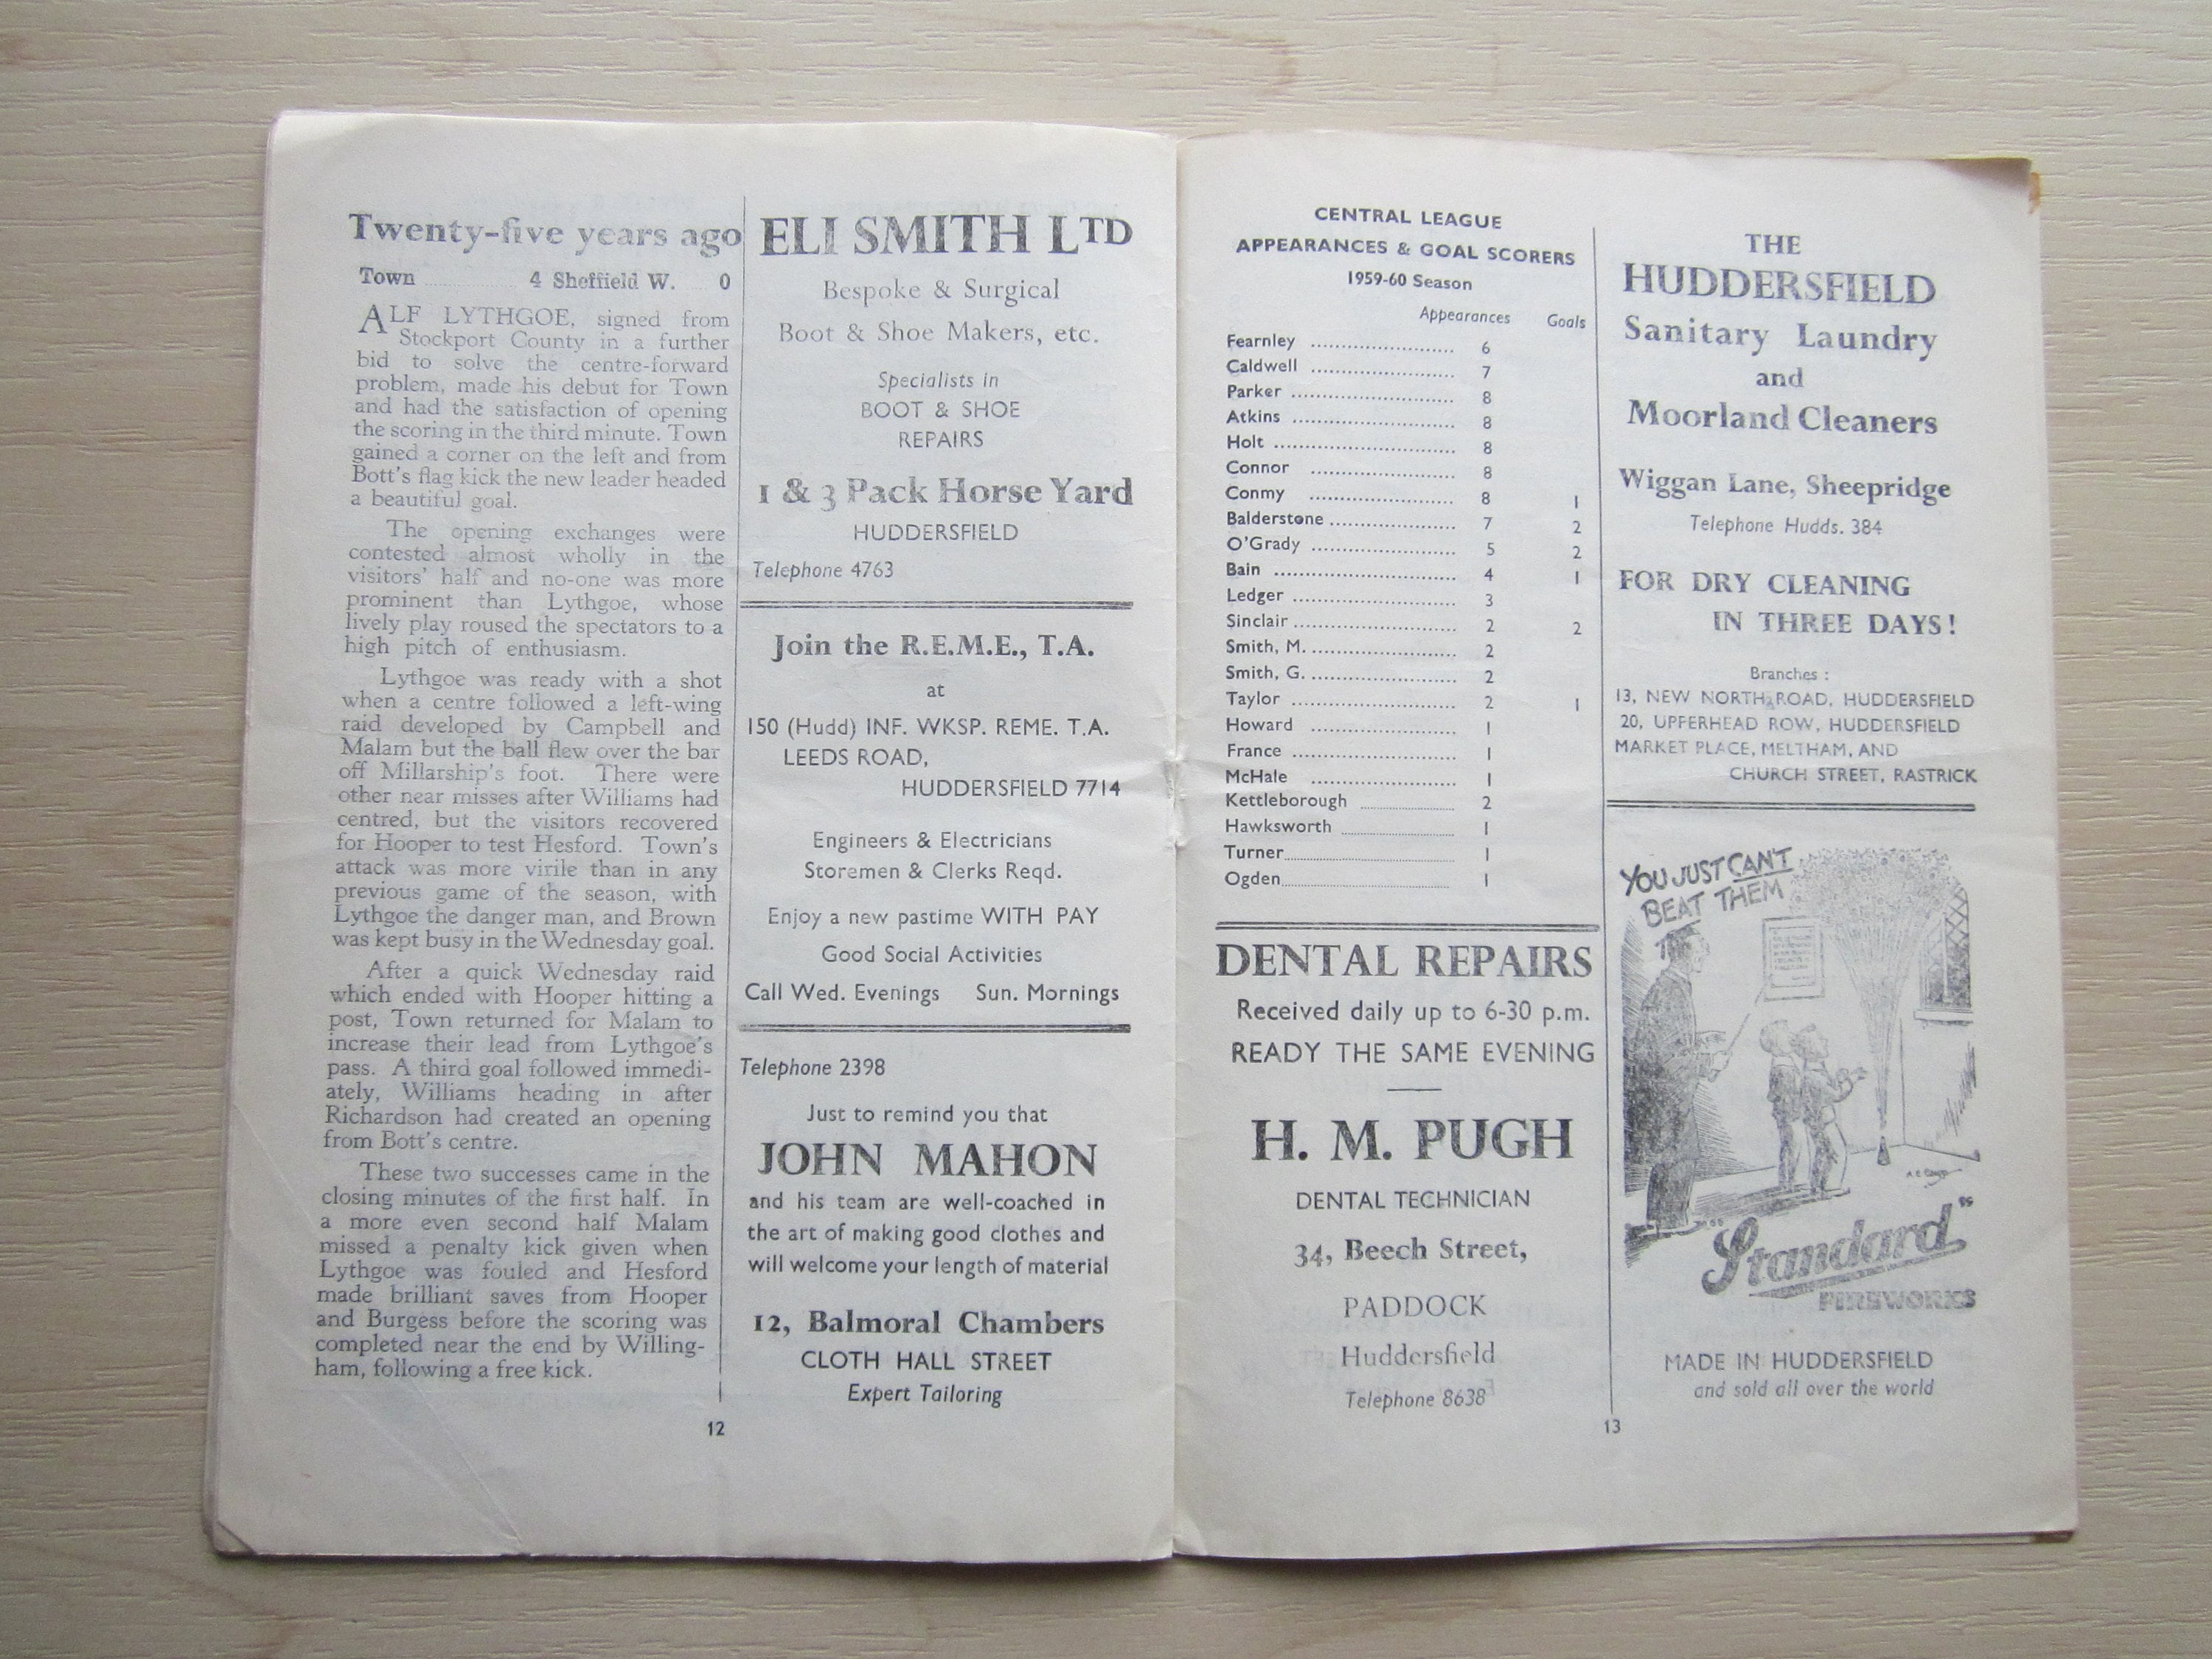 Twenty-five years ago
Town 4 Sheffield W. 0
ALF LYTHGOE, signed from
Stockport County in a further
bid to solve the centre-forward
problem, made his debut for Town
and had the satisfaction of opening
the scoring in the third minute. Town
gained a corner on the left and from
Bott's flag kick the new leader headed
a beautiful goal.
The opening exchanges were
contested almost wholly in the
visitors' half and no-one was more
prominent than Lythgoe, whose
lively play roused the spectators to a
high pitch of enthusiasm.
Lythgoe was ready with a shot
when a centre followed a left-wing
raid developed by Campbell and
Malam but the ball flew over the bar
off Millarship's foot. There were
other near misses after Williams had
centred, but the visitors recovered
for Hooper to test Hesford. Town's
attack was more virile than in any
previous game of the season, with
Lythgoe the danger man, and Brown
was kept busy in the Wednesday goal.
After a quick Wednesday raid
which ended with Hooper hitting a
post, Town returned for Malam to
increase their lead from Lythgoe's
pass. A third goal followed immedi-
ately, Williams heading in after
Richardson had created an opening
from Bott's centre.
These two successes came in the
closing minutes of the first half. In
a more even second half Malam
missed a penalty kick given when
Lythgoe was fouled and Hesford
made brilliant saves from Hooper
and Burgess before the scoring was
completed near the end by Willing-
ham, following a free kick.
ELI SMITH LTD
Bespoke & Surgical
Boot & Shoe Makers, etc.
Specialists in
BOOT & SHOE
REPAIRS
1 & 3 Pack Horse Yard
HUDDERSFIELD
Telephone 4763
Join the R.E.M.E., T.A.
at
150 (Hudd) INF. WKSP. REME. T.A.
LEEDS ROAD,
HUDDERSFIELD 7714
Engineers & Electricians
Storemen & Clerks Reqd.
Enjoy a new pastime WITH PAY
Good Social Activities
Call Wed. Evenings Sun. Mornings
Telephone 2398
Just to remind you that
JOHN MAHON
and his team are well-coached in
the art of making good clothes and
will welcome your length of material
12, Balmoral Chambers
CLOTH HALL STREET
Expert Tailoring
12
CENTRAL LEAGUE
APPEARANCES & GOAL SCORERS
1959-60 Season
Appearances Goals
Fearnley 6
Caldwell 7
Parker 8
Atkins 8
Holt 8
Connor 8
Conmy 8 1
Balderstone 7 2
O'Grady 5 2
Bain 4 1
Ledger 3
Sinclair 2 2
Smith, M. 2
Smith, G. 2
Taylor 2 1
Howard 1
France 1
McHale 1
Kettleborough 2
Hawksworth 1
Turner 1
Ogden 1
DENTAL REPAIRS
Received daily up to 6-30 p.m.
READY THE SAME EVENING
H. M. PUGH
DENTAL TECHNICIAN
34, Beech Street,
PADDOCK
Huddersfield
Telephone 8638
THE
HUDDERSFIELD
Sanitary Laundry
and
Moorland Cleaners
Wiggan Lane, Sheepridge
Telephone Hudds. 384
FOR DRY CLEANING
IN THREE DAYS!
Branches :
13, NEW NORTH ROAD, HUDDERSFIELD
20, UPPERHEAD ROW, HUDDERSFIELD
MARKET PLACE, MELTHAM, AND
CHURCH STREET, RASTRICK
YOU JUST CAN'T
BEAT THEM
"Standard"
FIREWORKS
MADE IN HUDDERSFIELD
and sold all over the world
13